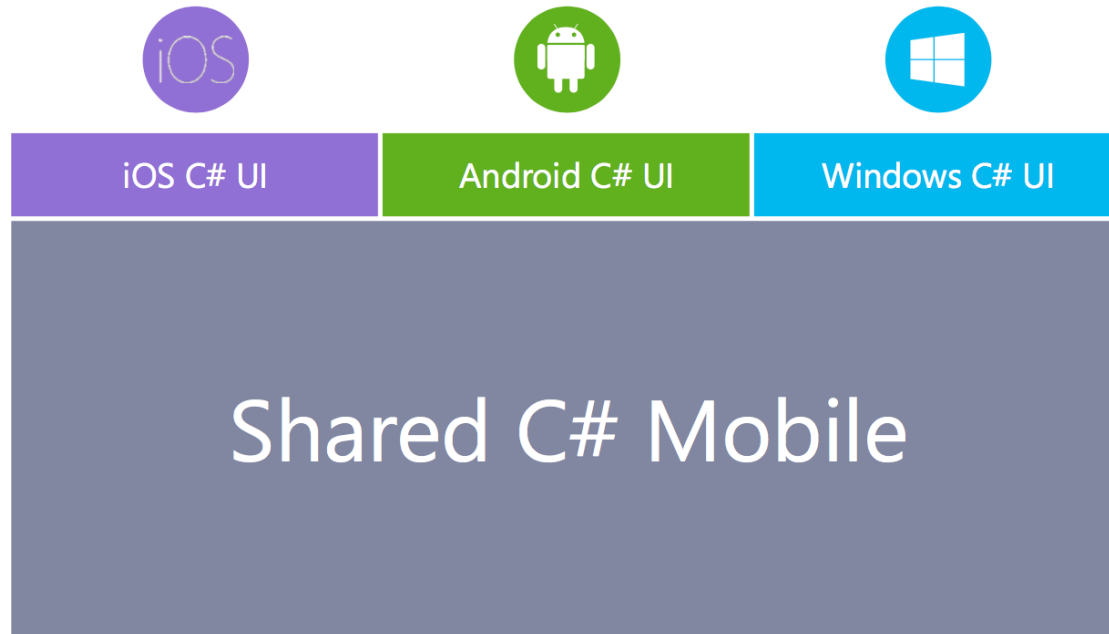 iOS
iOS C# UI
Android C# UI
Windows C# UI
Shared C# Mobile